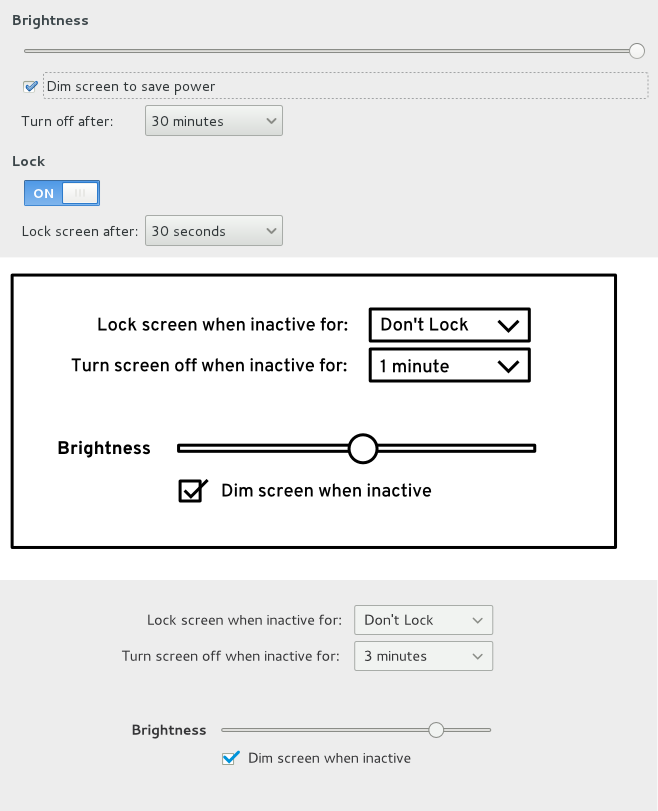 Brightness
Dim screen to save power
Turn off after: 30 minutes
Lock
ON
Lock screen after: 30 seconds
Lock screen when inactive for: Don't Lock
Turn screen off when inactive for: 1 minute
Brightness
Dim screen when inactive
Lock screen when inactive for: Don't Lock
Turn screen off when inactive for: 3 minutes
Brightness
Dim screen when inactive